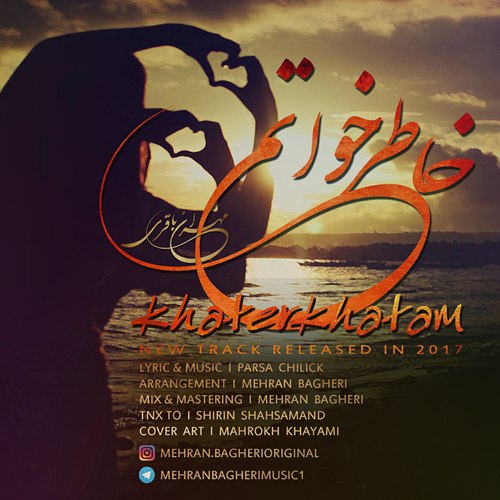 خاطرخواتم
مهران باقری
khaterkhatam
NEW TRACK RELEASED IN 2017
LYRIC & MUSIC | PARSA CHILICK
ARRANGEMENT | MEHRAN BAGHERI
MIX & MASTERING | MEHRAN BAGHERI
TNX TO | SHIRIN SHAHSAMAND
COVER ART | MAHROKH KHAYAMI
MEHRAN.BAGHERIORIGINAL
MEHRANBAGHERIMUSIC1